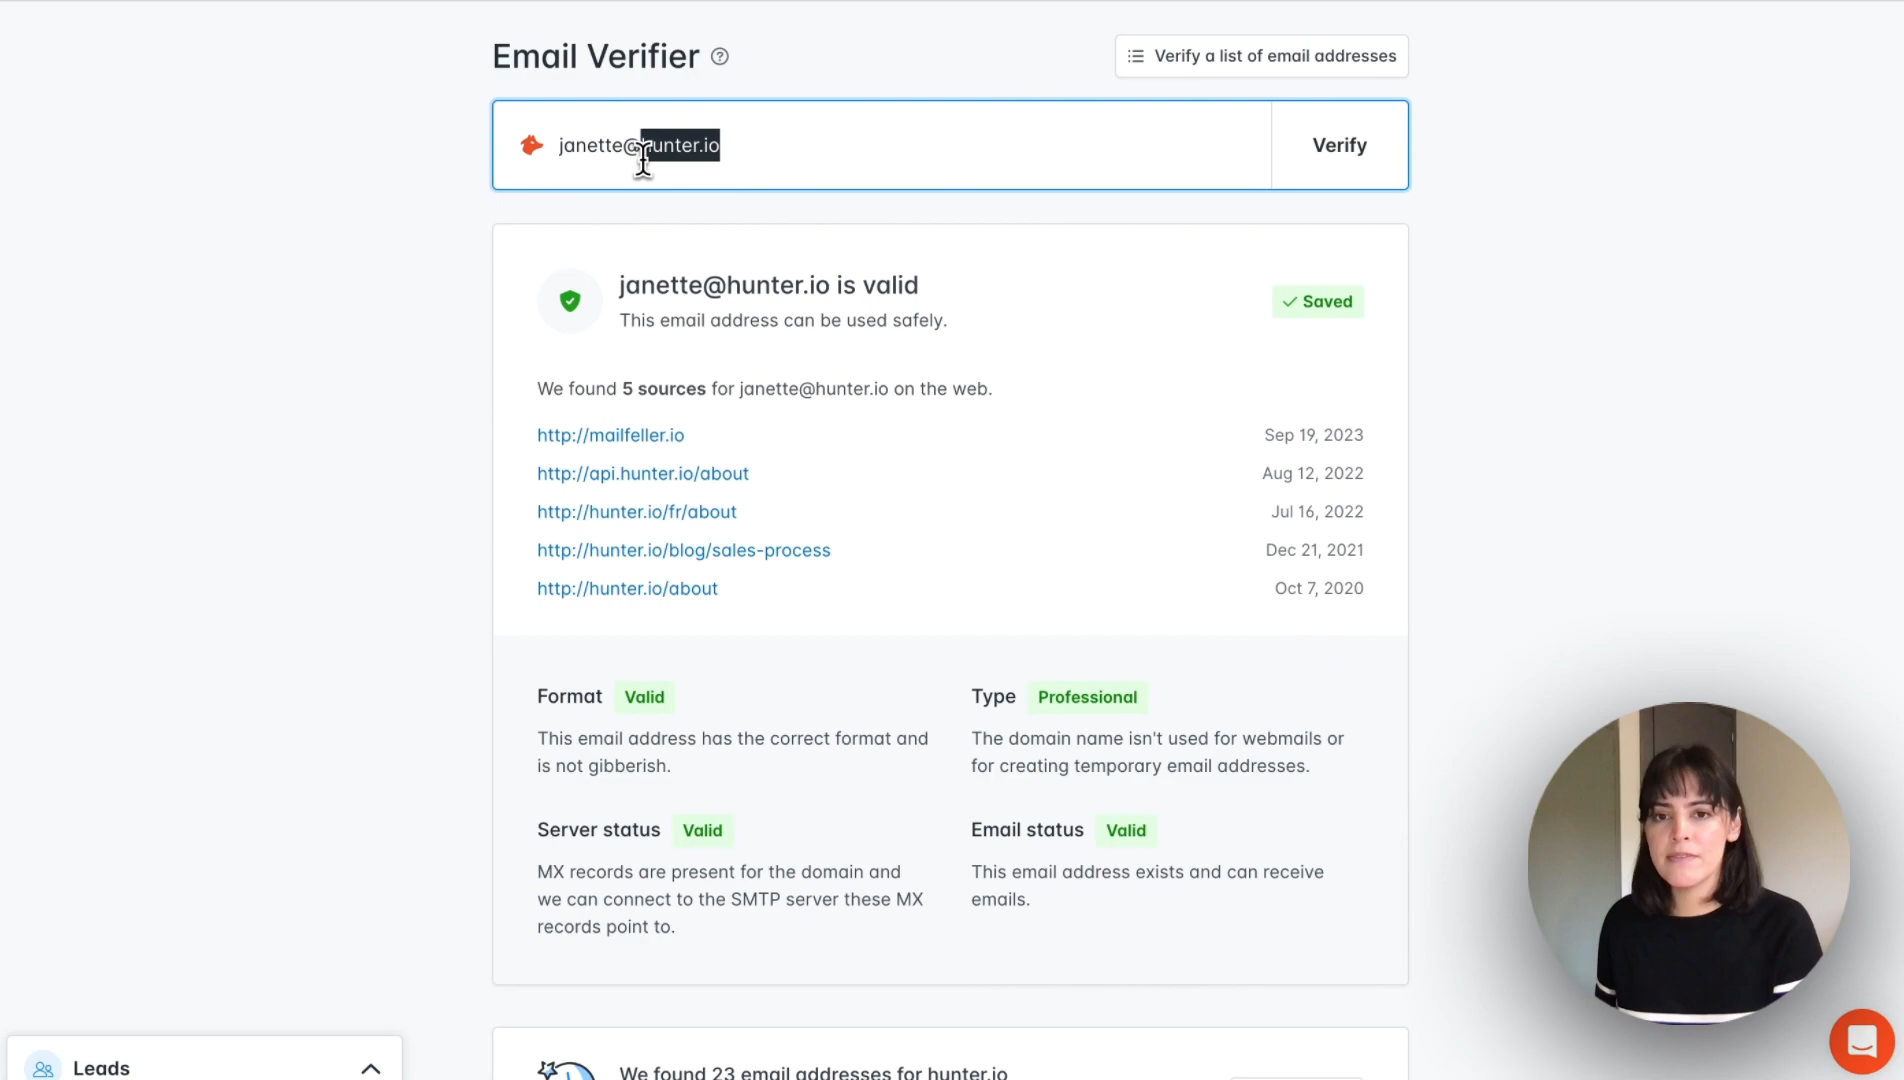 Email Verifier
Verify a list of email addresses
janette@hunter.io
Verify
janette@hunter.io is valid
This email address can be used safely.
Saved
We found 5 sources for janette@hunter.io on the web.
http://mailfeller.io Sep 19, 2023
http://api.hunter.io/about Aug 12, 2022
http://hunter.io/fr/about Jul 16, 2022
http://hunter.io/blog/sales-process Dec 21, 2021
http://hunter.io/about Oct 7, 2020
Format Valid
This email address has the correct format and
is not gibberish.
Type Professional
The domain name isn't used for webmails or
for creating temporary email addresses.
Server status Valid
MX records are present for the domain and
we can connect to the SMTP server these MX
records point to.
Email status Valid
This email address exists and can receive
emails.
Leads
We found 23 email addresses for hunter.io